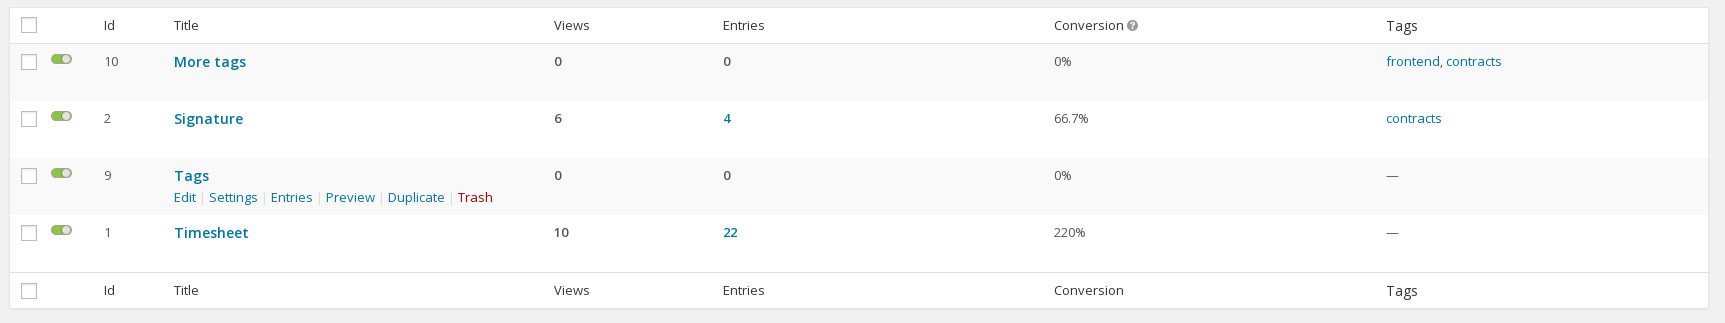 Id Title Views Entries Conversion ? Tags
10 More tags 0 0 0% frontend, contracts
2 Signature 6 4 66.7% contracts
9 Tags 0 0 0% —
Edit | Settings | Entries | Preview | Duplicate | Trash
1 Timesheet 10 22 220% —
Id Title Views Entries Conversion Tags